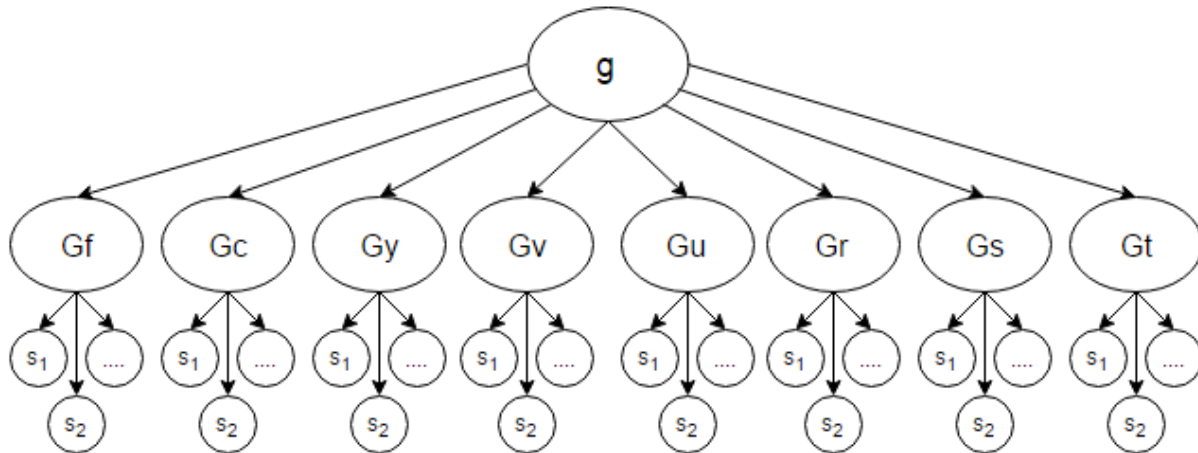 g
Gf Gc Gy Gv Gu Gr Gs Gt
s₁ .... s₁ .... s₁ .... s₁ .... s₁ .... s₁ .... s₁ .... s₁ ....
s₂ s₂ s₂ s₂ s₂ s₂ s₂ s₂